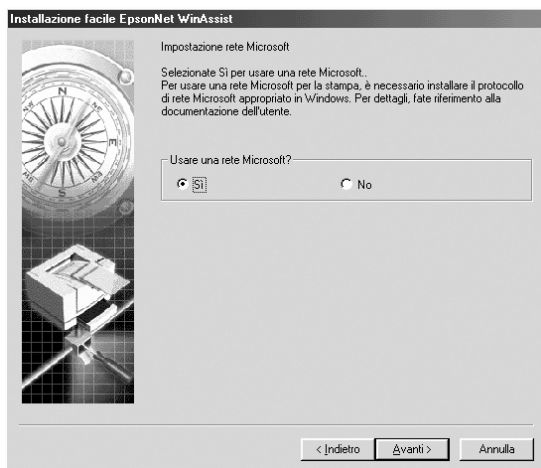 Installazione facile EpsonNet WinAssist
Impostazione rete Microsoft
Selezionate Sì per usare una rete Microsoft..
Per usare una rete Microsoft per la stampa, è necessario installare il protocollo
di rete Microsoft appropriato in Windows. Per dettagli, fate riferimento alla
documentazione dell'utente.
Usare una rete Microsoft?
Sì No
N
E
S
W
< Indietro Avanti > Annulla